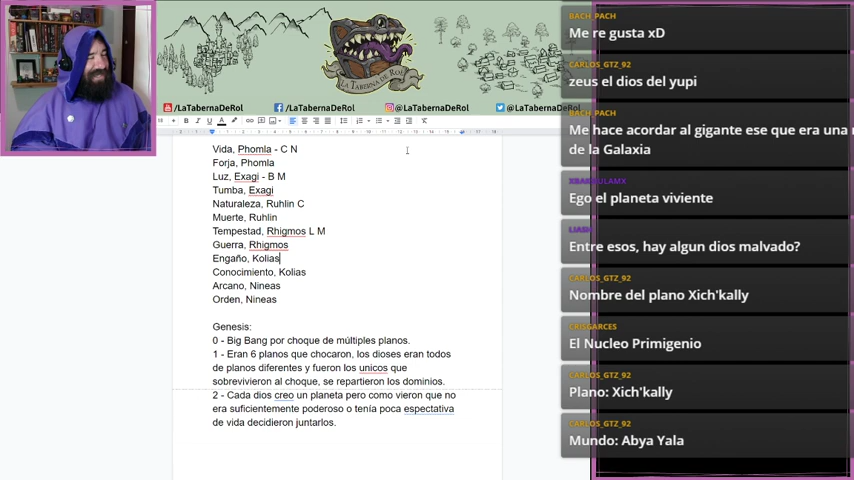 LA TABERNA DE ROL
/LaTabernaDeRol
/LaTabernaDeRol
@LaTabernaDeRol
@LaTabernaDeRol
Vida, Phomla - C N
Forja, Phomla
Luz, Exagi - B M
Tumba, Exagi
Naturaleza, Ruhlin C
Muerte, Ruhlin
Tempestad, Rhigmos L M
Guerra, Rhigmos
Engaño, Kolias
Conocimiento, Kolias
Arcano, Nineas
Orden, Nineas
Genesis:
0 - Big Bang por choque de múltiples planos.
1 - Eran 6 planos que chocaron, los dioses eran todos
de planos diferentes y fueron los unicos que
sobrevivieron al choque, se repartieron los dominios.
2 - Cada dios creo un planeta pero como vieron que no
era suficientemente poderoso o tenía poca espectativa
de vida decidieron juntarlos.
BACH_PACH
Me re gusta xD
CARLOS_GTZ_92
zeus el dios del yupi
BACH_PACH
Me hace acordar al gigante ese que era una
de la Galaxia
Ego el planeta viviente
Entre esos, hay algun dios malvado?
CARLOS_GTZ_92
Nombre del plano Xich'kally
CRISGARCES
El Nucleo Primigenio
CARLOS_GTZ_92
Plano: Xich'kally
CARLOS_GTZ_92
Mundo: Abya Yala